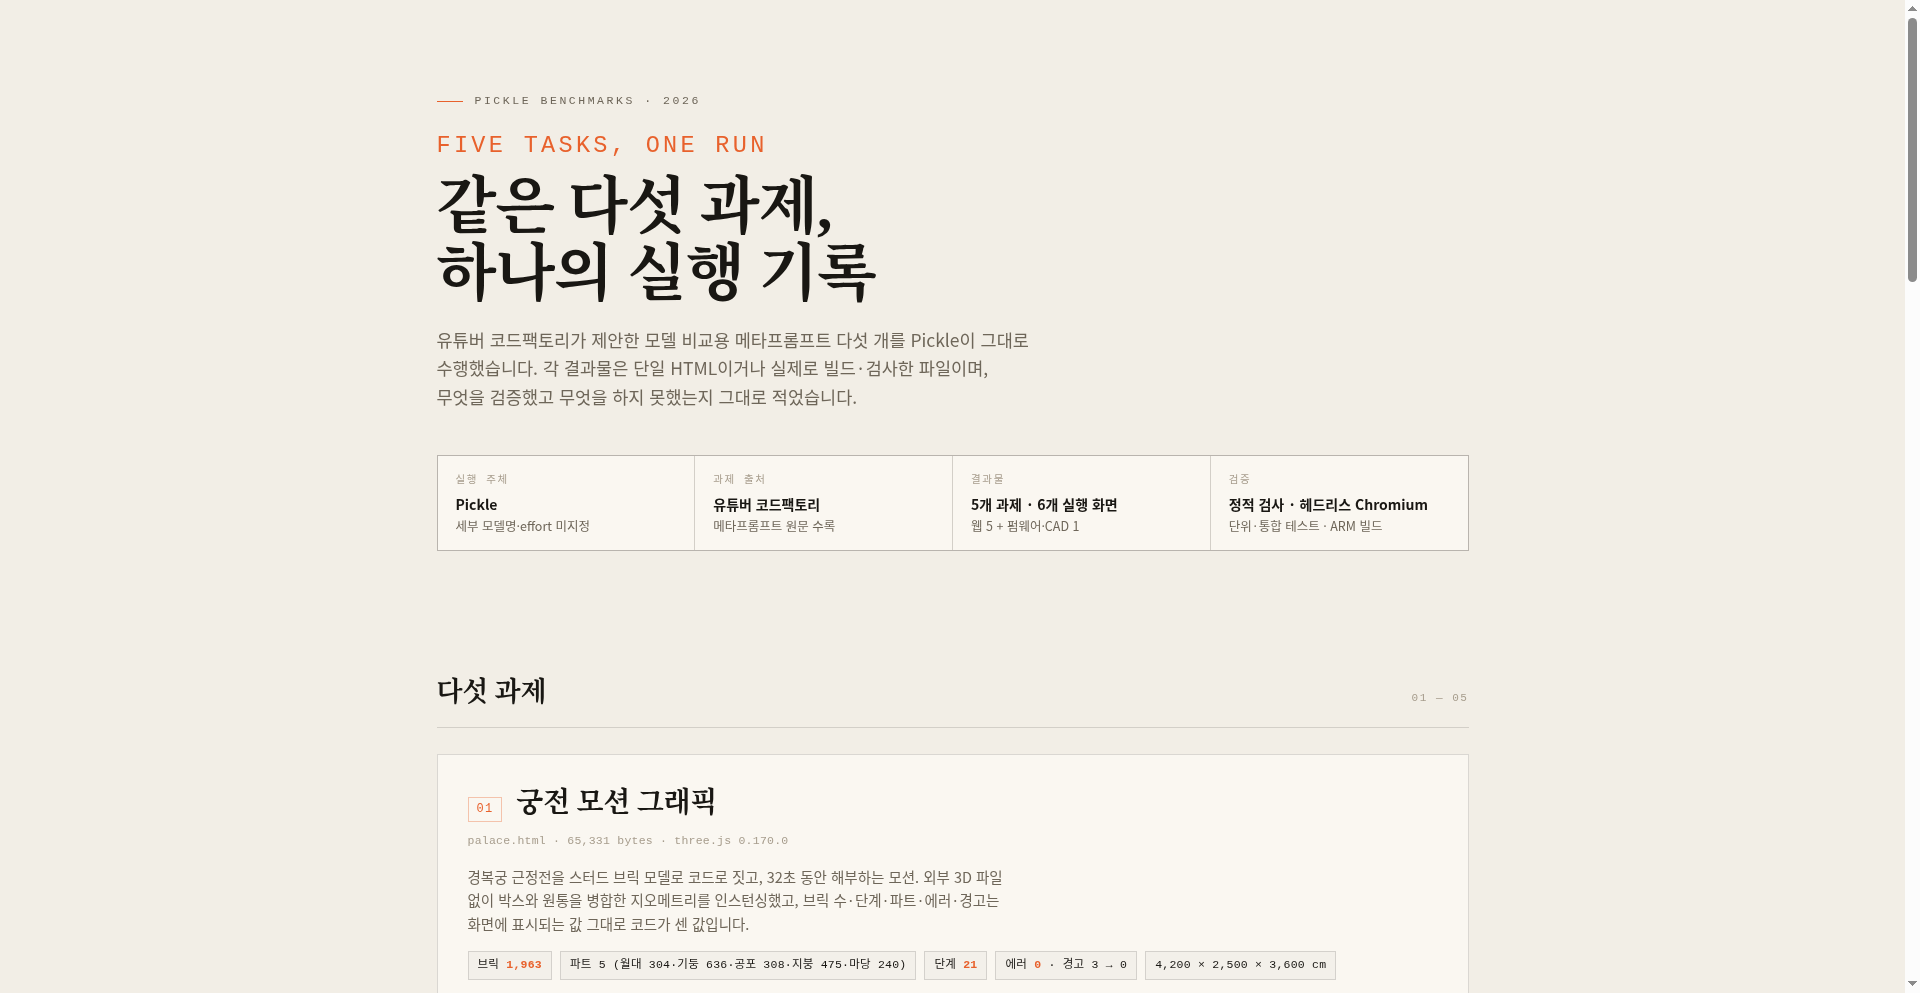 PICKLE BENCHMARKS · 2026
FIVE TASKS, ONE RUN
같은 다섯 과제,
하나의 실행 기록
유튜버 코드팩토리가 제안한 모델 비교용 메타프롬프트 다섯 개를 Pickle이 그대로
수행했습니다. 각 결과물은 단일 HTML이거나 실제로 빌드·검사한 파일이며,
무엇을 검증했고 무엇을 하지 못했는지 그대로 적었습니다.
실행 주체
Pickle
세부 모델명·effort 미지정
과제 출처
유튜버 코드팩토리
메타프롬프트 원문 수록
결과물
5개 과제 · 6개 실행 화면
웹 5 + 펌웨어·CAD 1
검증
정적 검사 · 헤드리스 Chromium
단위·통합 테스트 · ARM 빌드
다섯 과제
01 — 05
01 궁전 모션 그래픽
palace.html · 65,331 bytes · three.js 0.170.0
경복궁 근정전을 스터드 브릭 모델로 코드로 짓고, 32초 동안 해부하는 모션. 외부 3D 파일
없이 박스와 원통을 병합한 지오메트리를 인스턴싱했고, 브릭 수·단계·파트·에러·경고는
화면에 표시되는 값 그대로 코드가 센 값입니다.
브릭 1,963
파트 5 (월대 304·기둥 636·공포 308·지붕 475·마당 240)
단계 21
에러 0 · 경고 3 → 0
4,200 × 2,500 × 3,600 cm